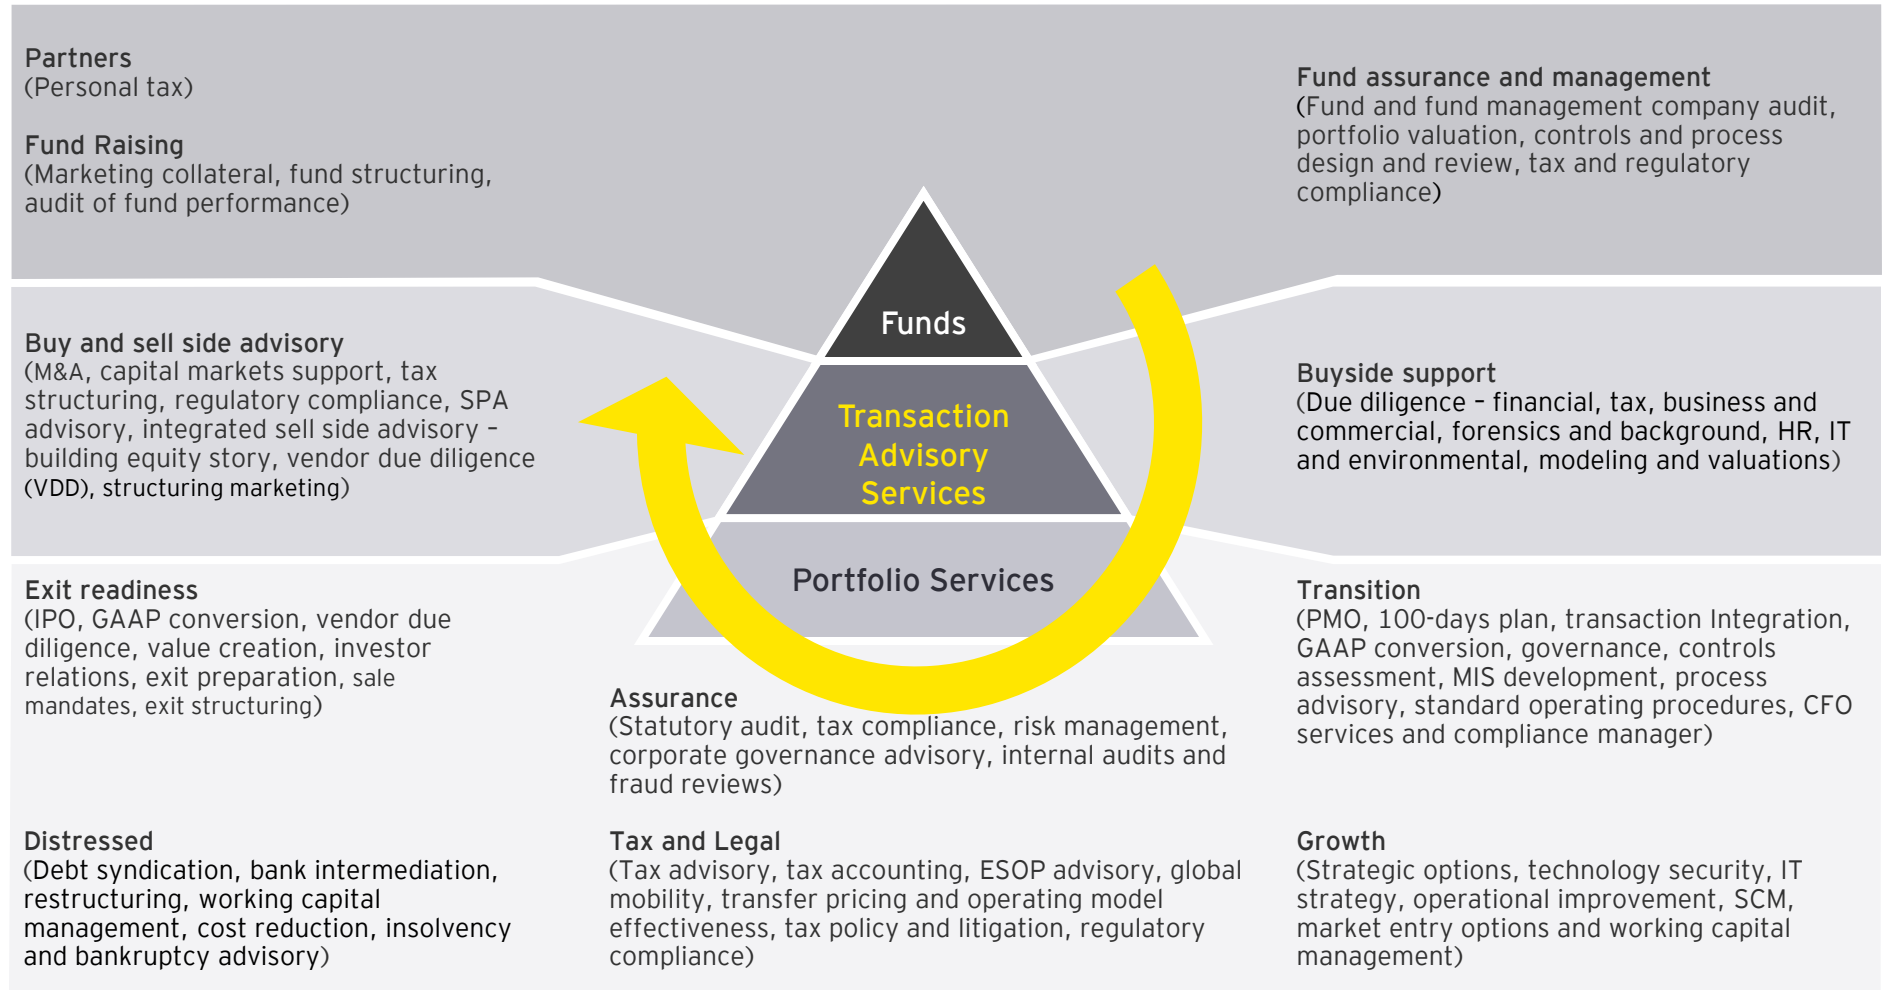 Partners
(Personal tax)
Fund Raising
(Marketing collateral, fund structuring,
audit of fund performance)
Fund assurance and management
(Fund and fund management company audit,
portfolio valuation, controls and process
design and review, tax and regulatory
compliance)
Funds
Buy and sell side advisory
(M&A, capital markets support, tax
structuring, regulatory compliance, SPA
advisory, integrated sell side advisory –
building equity story, vendor due diligence
(VDD), structuring marketing)
Transaction
Advisory
Services
Buyside support
(Due diligence – financial, tax, business and
commercial, forensics and background, HR, IT
and environmental, modeling and valuations)
Portfolio Services
Exit readiness
(IPO, GAAP conversion, vendor due
diligence, value creation, investor
relations, exit preparation, sale
mandates, exit structuring)
Assurance
(Statutory audit, tax compliance, risk management,
corporate governance advisory, internal audits and
fraud reviews)
Transition
(PMO, 100-days plan, transaction Integration,
GAAP conversion, governance, controls
assessment, MIS development, process
advisory, standard operating procedures, CFO
services and compliance manager)
Distressed
(Debt syndication, bank intermediation,
restructuring, working capital
management, cost reduction, insolvency
and bankruptcy advisory)
Tax and Legal
(Tax advisory, tax accounting, ESOP advisory, global
mobility, transfer pricing and operating model
effectiveness, tax policy and litigation, regulatory
compliance)
Growth
(Strategic options, technology security, IT
strategy, operational improvement, SCM,
market entry options and working capital
management)